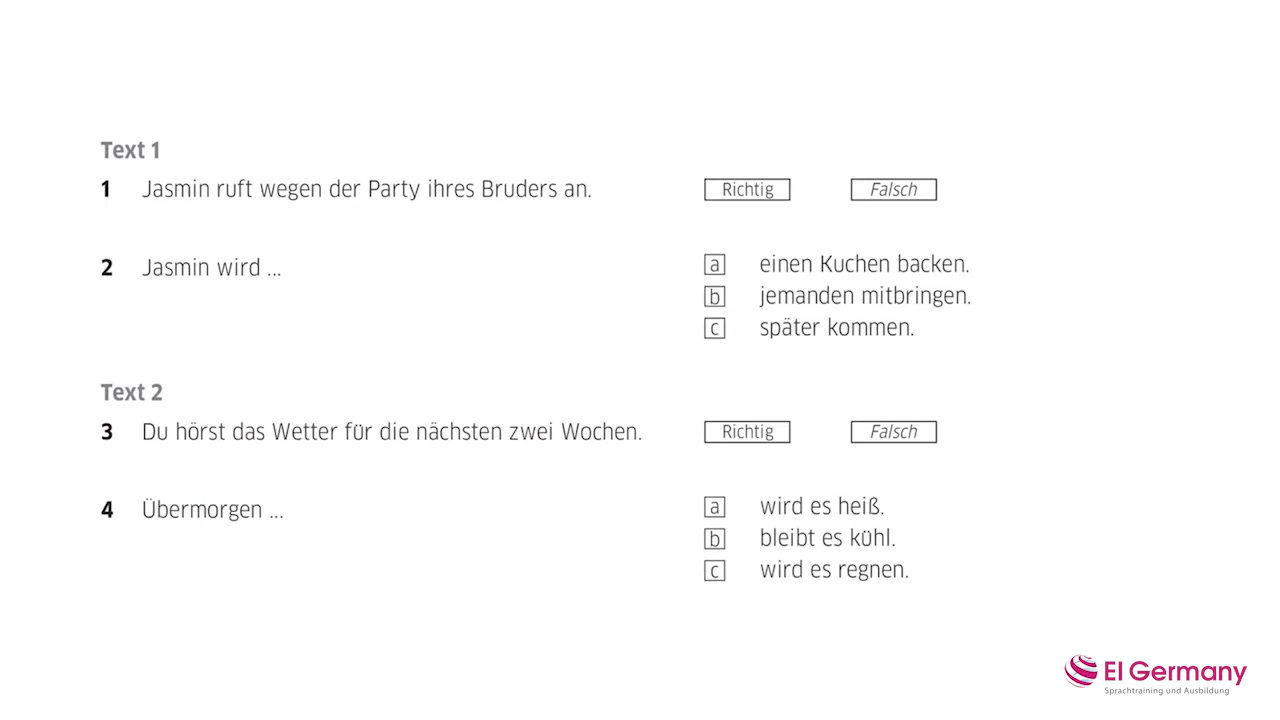 Text 1
1 Jasmin ruft wegen der Party ihres Bruders an. Richtig Falsch
2 Jasmin wird ... a einen Kuchen backen.
b jemanden mitbringen.
c später kommen.
Text 2
3 Du hörst das Wetter für die nächsten zwei Wochen. Richtig Falsch
4 Übermorgen ... a wird es heiß.
b bleibt es kühl.
c wird es regnen.
EI Germany
Sprachtraining und Ausbildung